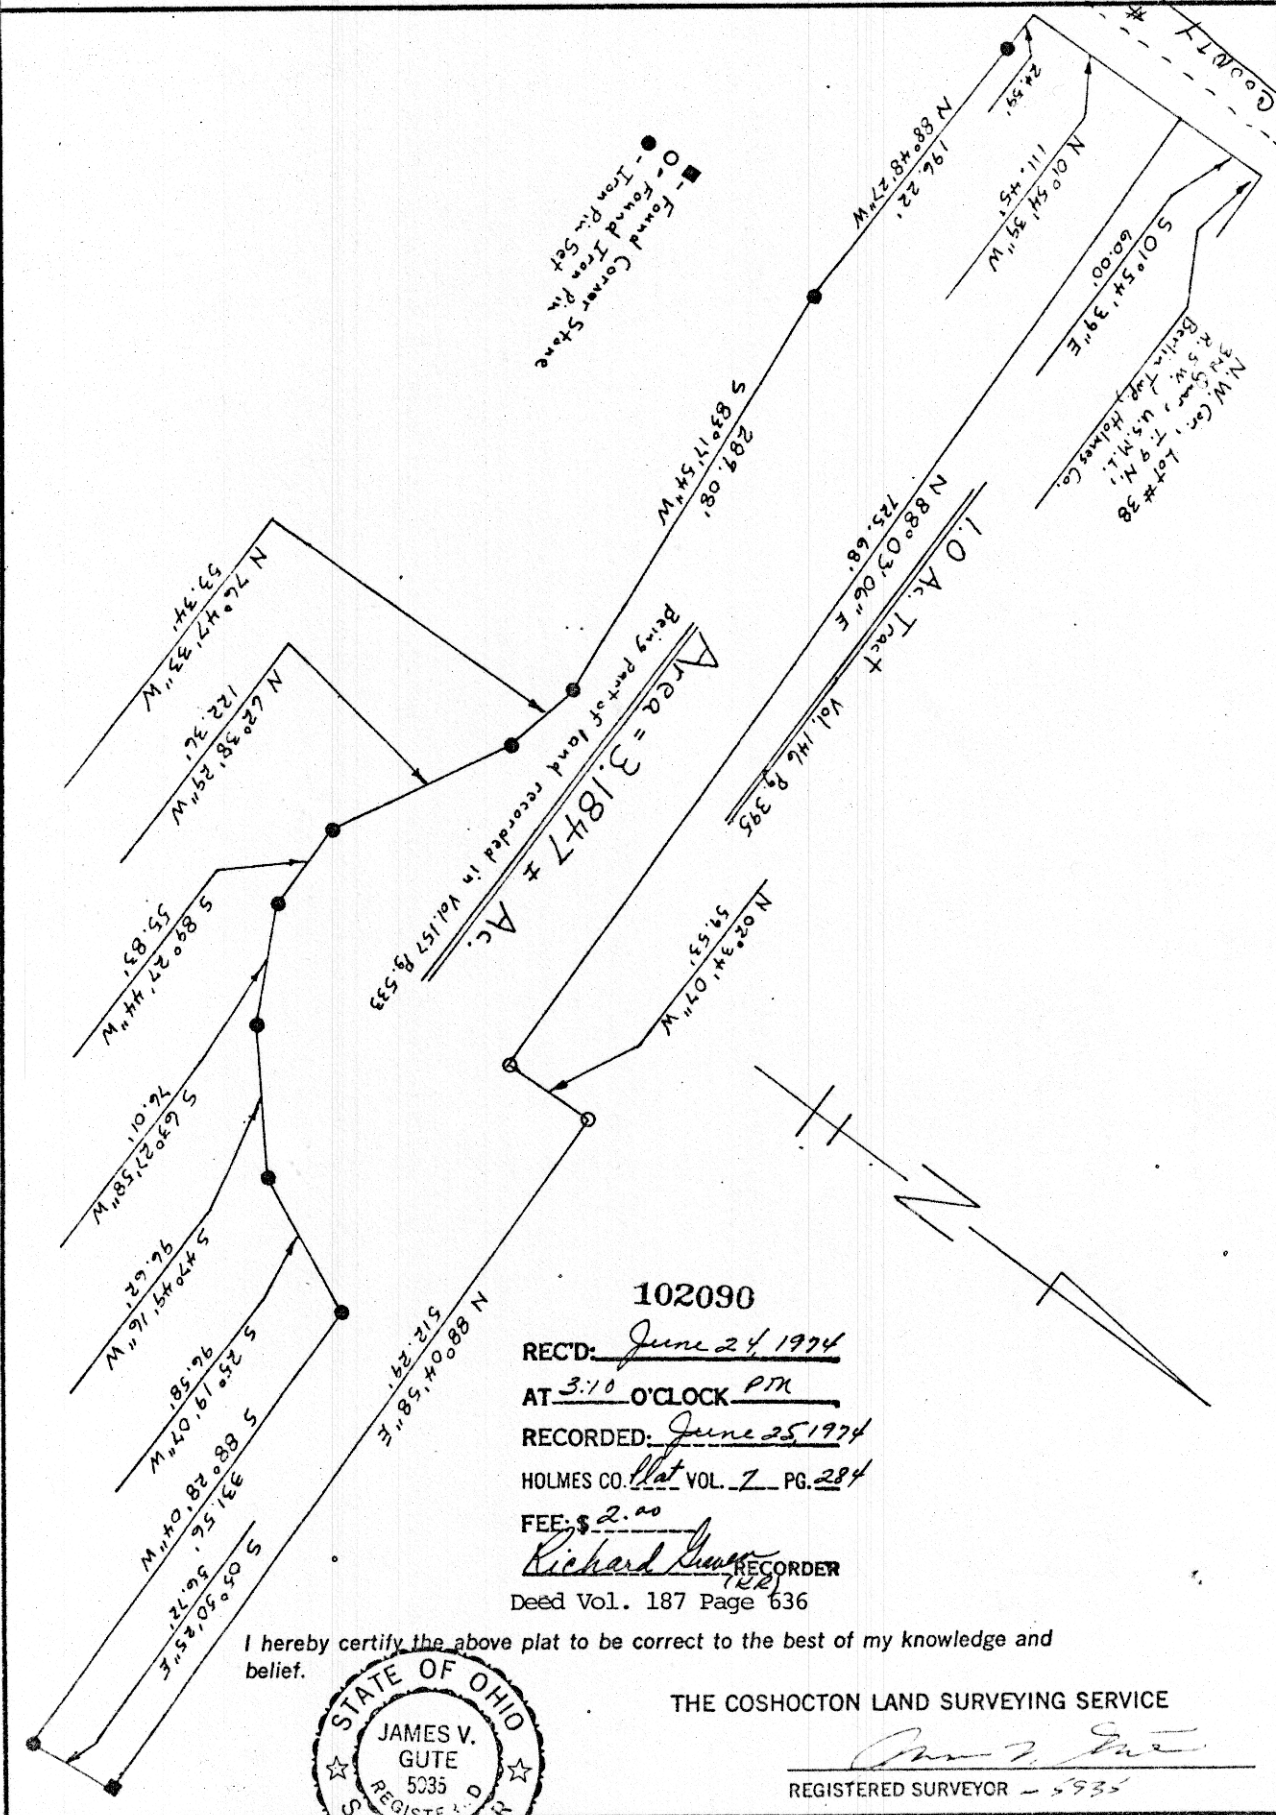 COUNTY
#
24.59'
N 88° 48' 27" W
196.22'
N 01° 54' 39" W
111.45'
S 01° 54' 39" E
60.00'
N.W. Cor., Lot # 38
3rd Quar., T. 9 N.,
R. 5 W., U.S.M.L.
Berlin Twp., Holmes Co.
■ - Found Corner Stone
O - Found Iron Pin
● - Iron Pin Set
S 83° 17' 54" W
289.08'
N 88° 03' 06" E
725.68'
1.0 Ac. Tract
Vol. 146 Pg. 395
Area = 3.1847 ± Ac.
Being Part of land recorded in Vol. 157 Pg. 533
N 76° 47' 33" W
53.34'
N 62° 38' 29" W
122.36'
S 89° 27' 44" W
55.83'
S 63° 27' 58" W
76.01'
S 47° 49' 16" W
96.62'
S 25° 19' 07" W
96.58'
S 88° 28' 04" W
331.56'
S 05° 50' 25" E
56.72'
N 02° 34' 07" W
59.53'
N 88° 04' 58" E
512.29'
N
102090
REC'D: June 24, 1974
AT 3:10 O'CLOCK PM
RECORDED: June 25, 1974
HOLMES CO. Plat VOL. 7 PG. 284
FEE: $ 2.00
Richard RECORDER
Deed Vol. 187 Page 636
I hereby certify the above plat to be correct to the best of my knowledge and
belief.
STATE OF OHIO
JAMES V.
GUTE
5935
THE COSHOCTON LAND SURVEYING SERVICE
REGISTERED SURVEYOR - 5935